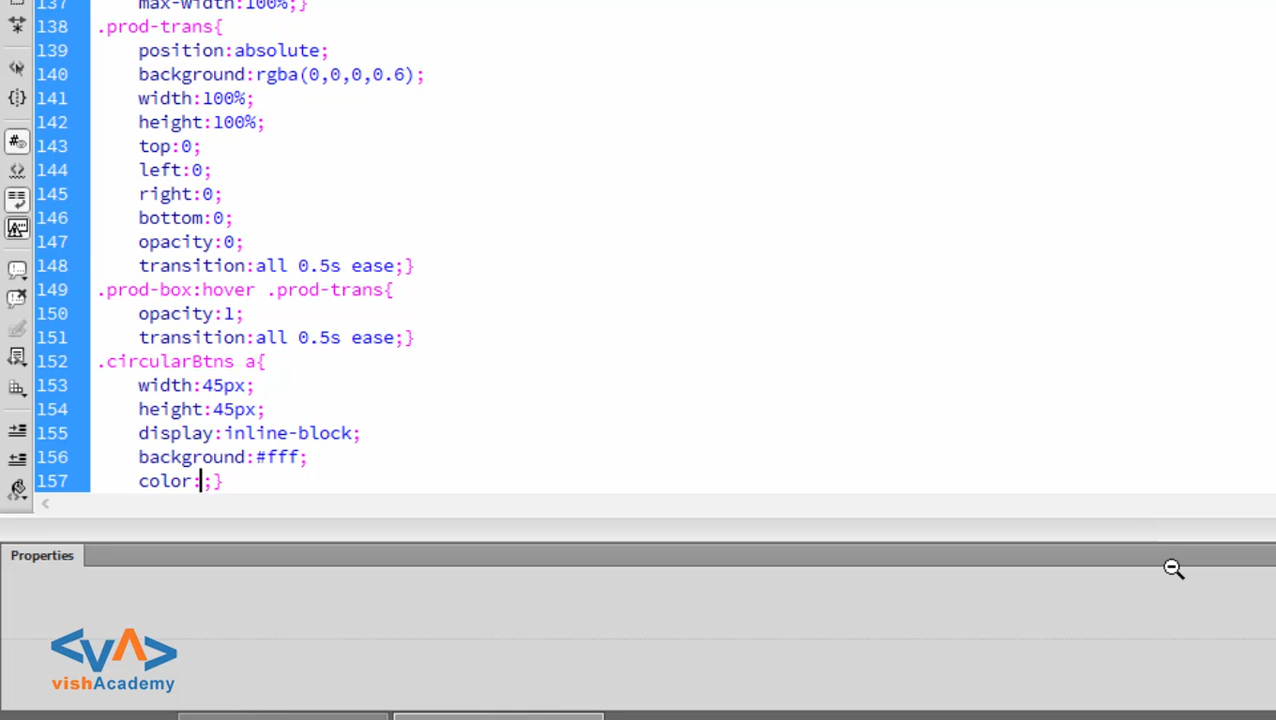 137 max-width:100%;}
138 .prod-trans{
139 position:absolute;
140 background:rgba(0,0,0,0.6);
141 width:100%;
142 height:100%;
143 top:0;
144 left:0;
145 right:0;
146 bottom:0;
147 opacity:0;
148 transition:all 0.5s ease;}
149 .prod-box:hover .prod-trans{
150 opacity:1;
151 transition:all 0.5s ease;}
152 .circularBtns a{
153 width:45px;
154 height:45px;
155 display:inline-block;
156 background:#fff;
157 color:;}
Properties
<VA>
vishAcademy